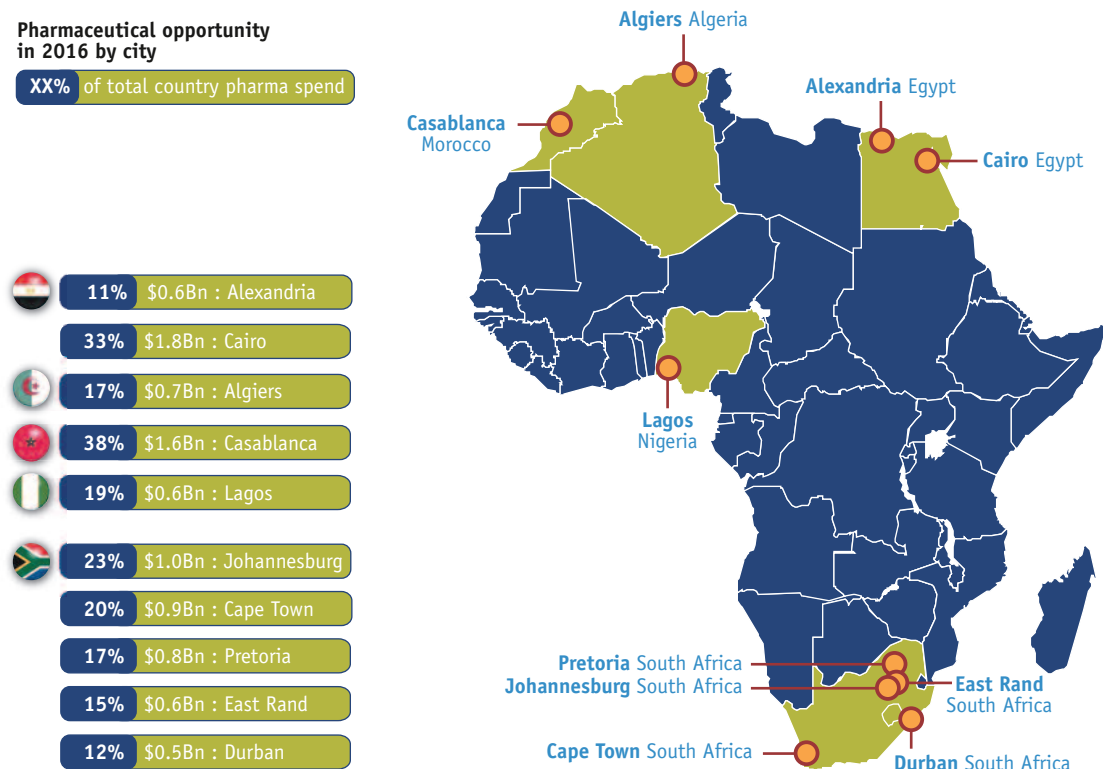 Pharmaceutical opportunity
in 2016 by city
XX% of total country pharma spend
11% $0.6Bn : Alexandria
33% $1.8Bn : Cairo
17% $0.7Bn : Algiers
38% $1.6Bn : Casablanca
19% $0.6Bn : Lagos
23% $1.0Bn : Johannesburg
20% $0.9Bn : Cape Town
17% $0.8Bn : Pretoria
15% $0.6Bn : East Rand
12% $0.5Bn : Durban
Algiers Algeria
Alexandria Egypt
Casablanca
Morocco
Cairo Egypt
Lagos
Nigeria
Pretoria South Africa
Johannesburg South Africa
East Rand
South Africa
Cape Town South Africa
Durban South Africa